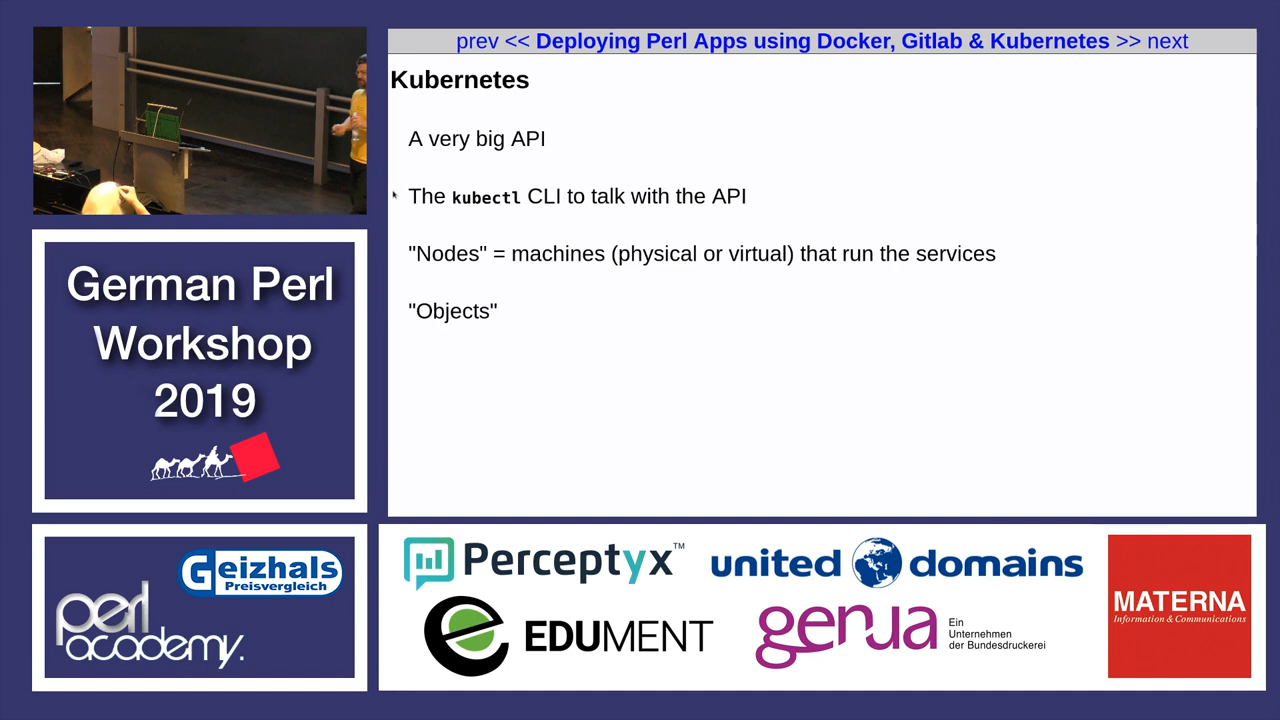 prev << Deploying Perl Apps using Docker, Gitlab & Kubernetes >> next
Kubernetes
A very big API
The kubectl CLI to talk with the API
"Nodes" = machines (physical or virtual) that run the services
"Objects"
German Perl
Workshop
2019
Geizhals
Preisvergleich
perl
academy.
Perceptyx™
united domains
EDUMENT
genua
Ein
Unternehmen
der Bundesdruckerei
MATERNA
Information & Communications